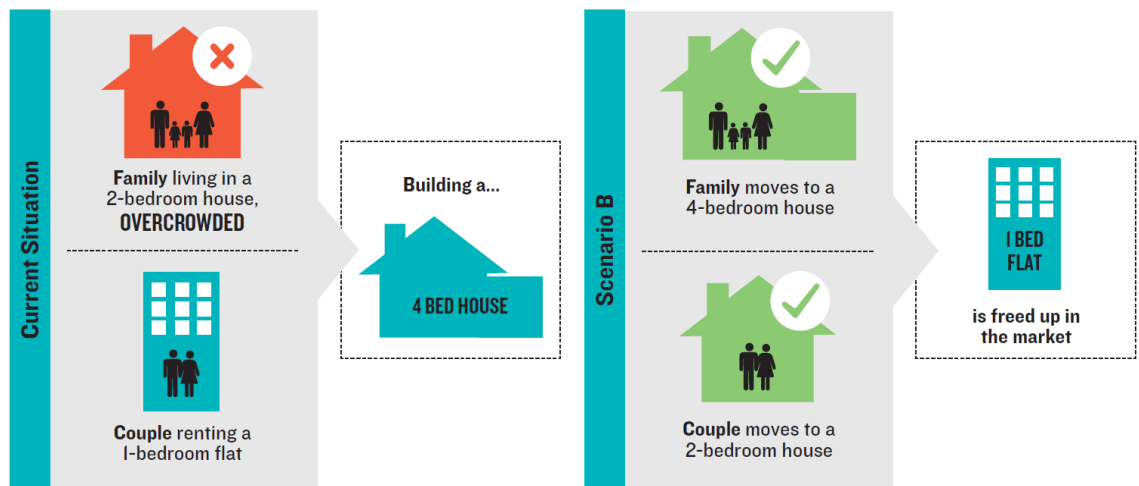 Current Situation
Family living in a
2-bedroom house,
OVERCROWDED
Couple renting a
1-bedroom flat
Building a...
4 BED HOUSE
Scenario B
Family moves to a
4-bedroom house
Couple moves to a
2-bedroom house
1 BED
FLAT
is freed up in
the market